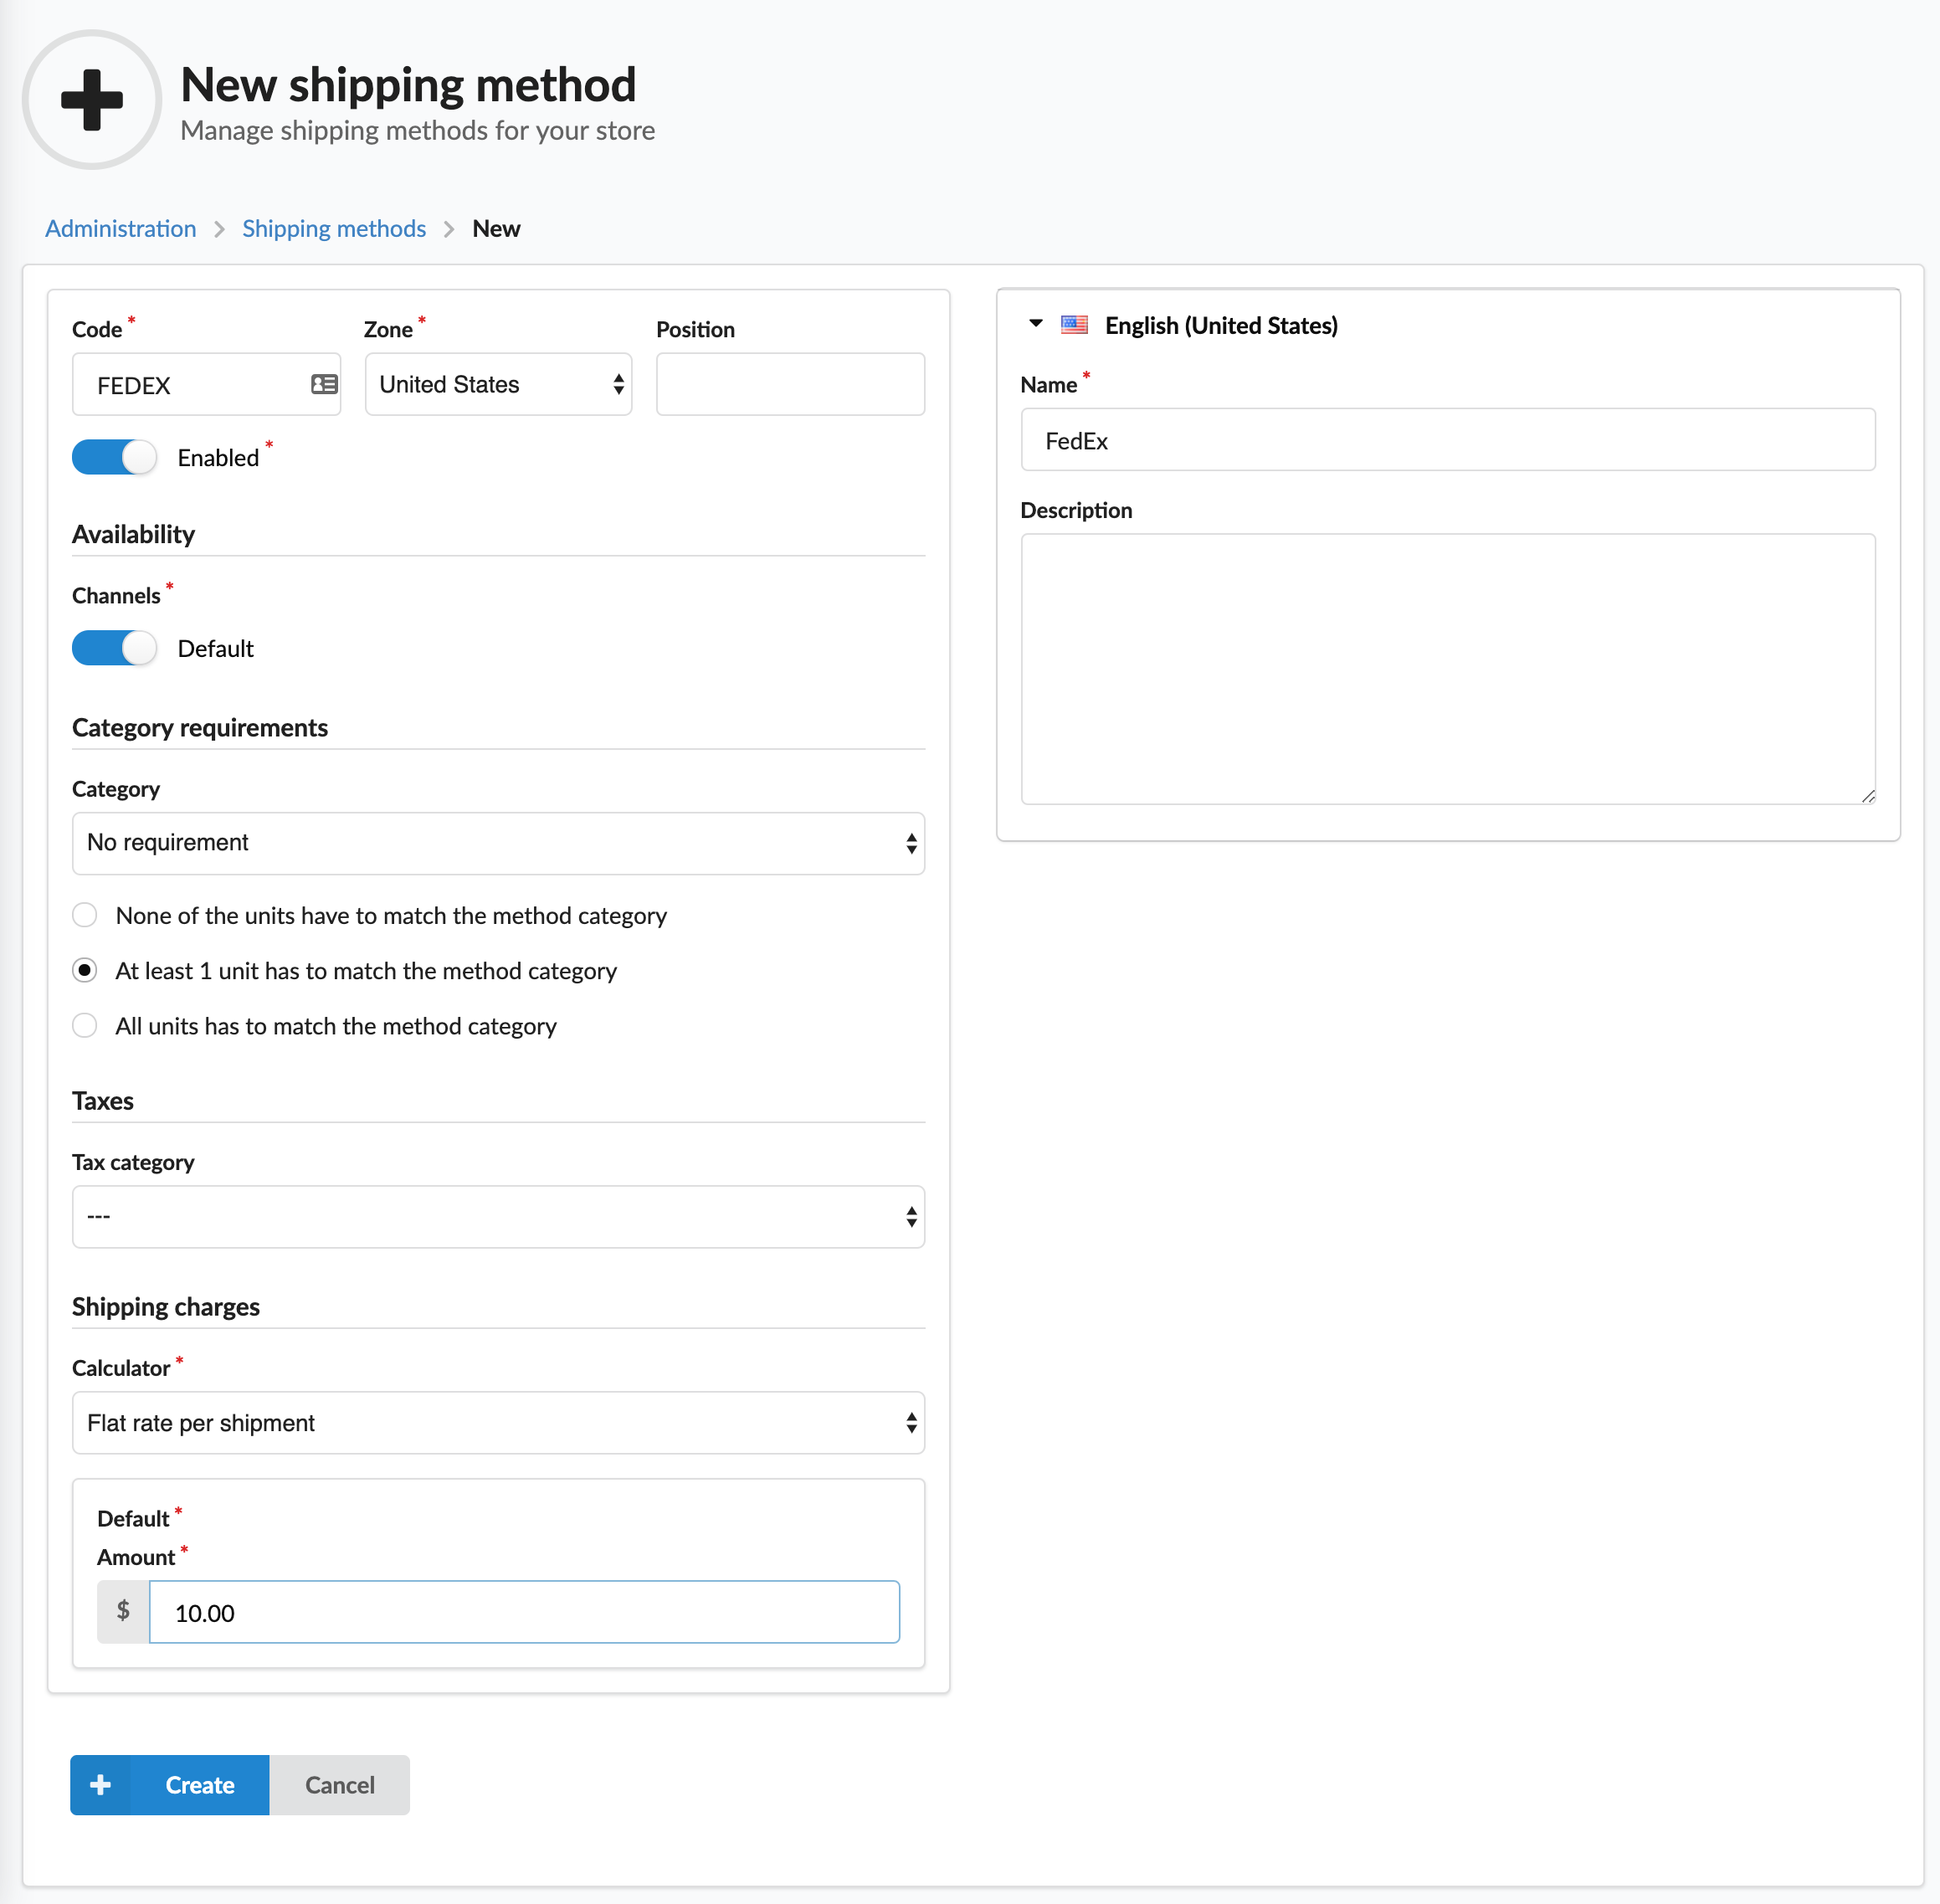 New shipping method
Manage shipping methods for your store
Administration > Shipping methods > New
Code * Zone * Position
FEDEX United States
Enabled *
Availability
Channels *
Default
Category requirements
Category
No requirement
None of the units have to match the method category
At least 1 unit has to match the method category
All units has to match the method category
Taxes
Tax category
---
Shipping charges
Calculator *
Flat rate per shipment
Default *
Amount *
$ 10.00
Create Cancel
English (United States)
Name *
FedEx
Description